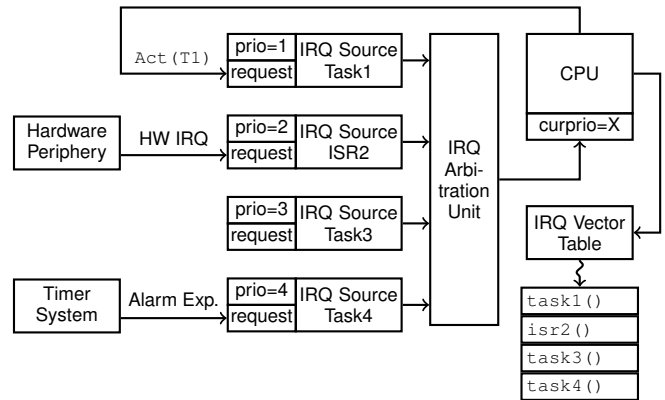 Act(T1)
prio=1
request
IRQ Source
Task1
Hardware
Periphery
HW IRQ
prio=2
request
IRQ Source
ISR2
prio=3
request
IRQ Source
Task3
Timer
System
Alarm Exp.
prio=4
request
IRQ Source
Task4
IRQ
Arbi-
tration
Unit
CPU
curprio=X
IRQ Vector
Table
task1()
isr2()
task3()
task4()